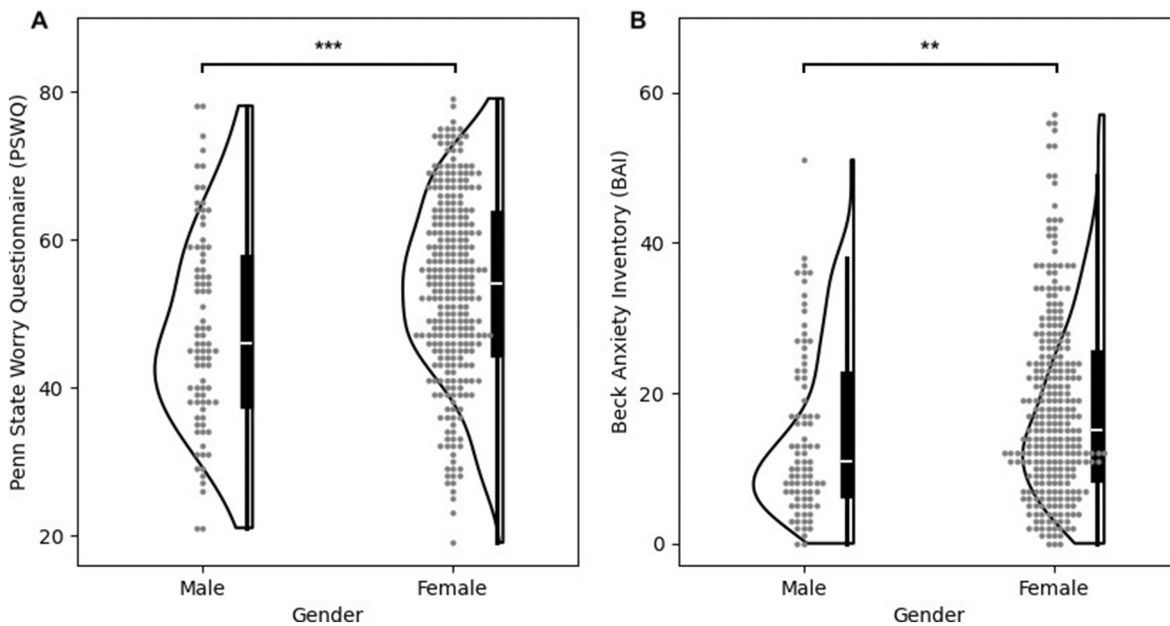 A
***
Penn State Worry Questionnaire (PSWQ)
80
60
40
20
Male
Female
Gender
B
**
Beck Anxiety Inventory (BAI)
60
40
20
0
Male
Female
Gender